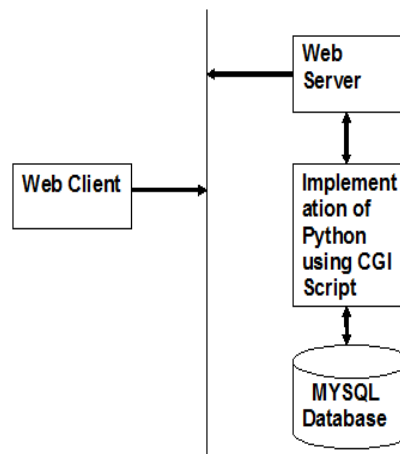 Web
Server
Web Client
Implement
ation of
Python
using CGI
Script
MYSQL
Database